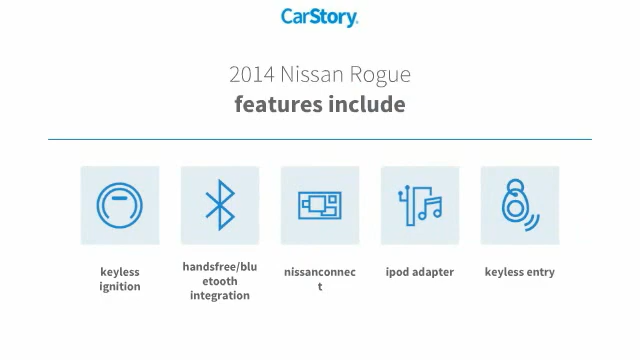 CarStory.
2014 Nissan Rogue
features include
keyless
ignition
handsfree/blu
etooth
integration
nissanconnec
t
ipod adapter
keyless entry